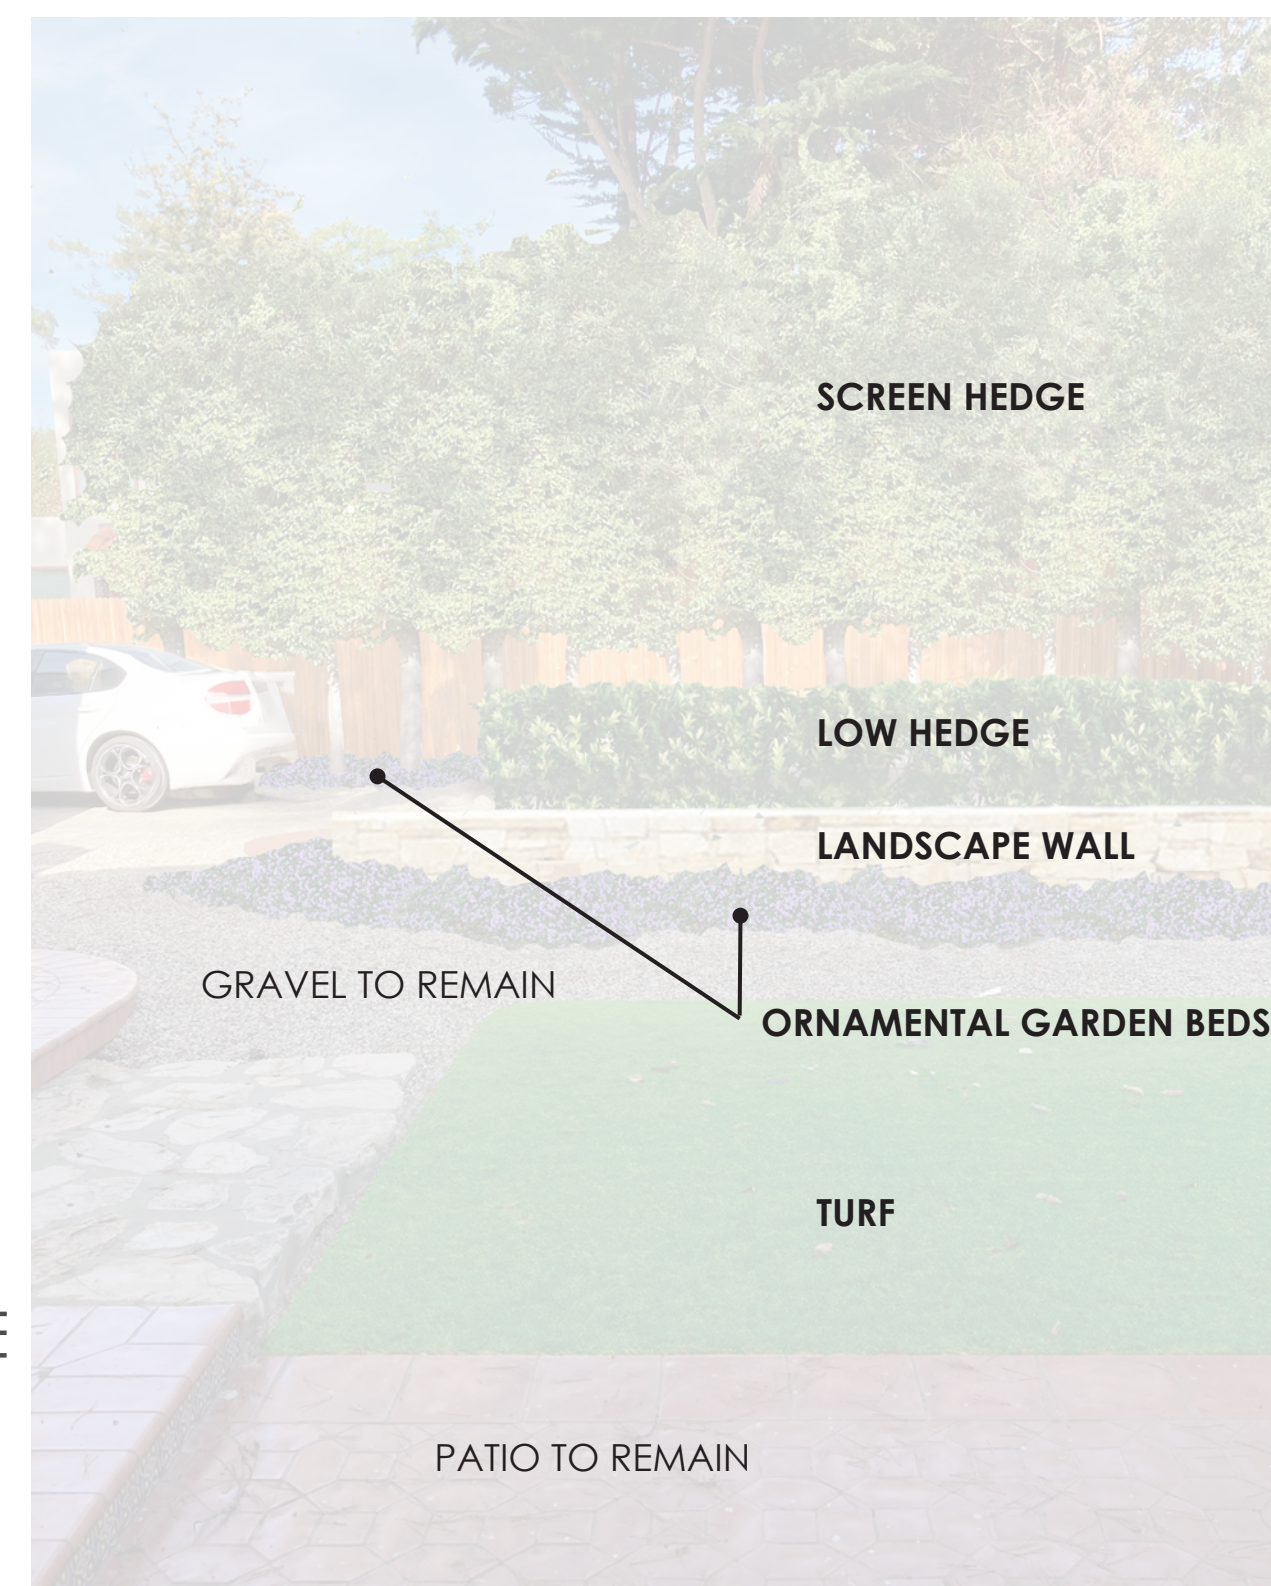 SCREEN HEDGE
LOW HEDGE
LANDSCAPE WALL
GRAVEL TO REMAIN
ORNAMENTAL GARDEN BEDS
TURF
E
PATIO TO REMAIN